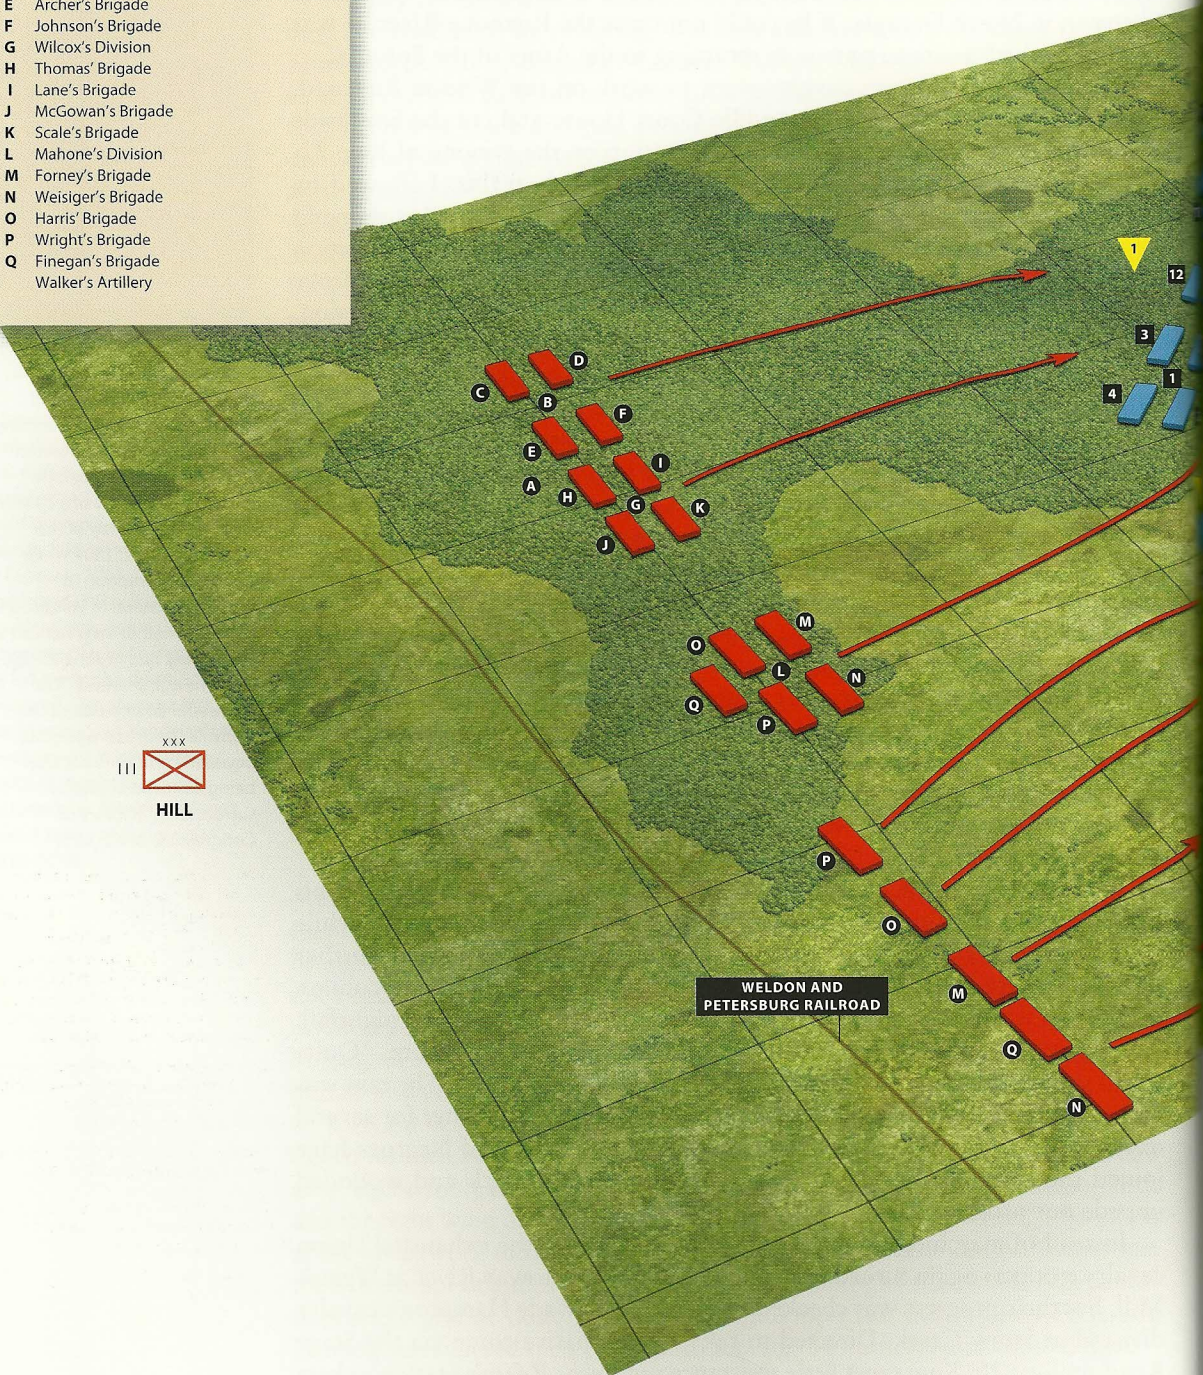 E Archer's Brigade
F Johnson's Brigade
G Wilcox's Division
H Thomas' Brigade
I Lane's Brigade
J McGowan's Brigade
K Scale's Brigade
L Mahone's Division
M Forney's Brigade
N Weisiger's Brigade
O Harris' Brigade
P Wright's Brigade
Q Finegan's Brigade
Walker's Artillery
1
12
3
1
4
D
C
B
F
E
I
A
H
G
K
J
M
O
L
N
Q
P
XXX
III
HILL
P
O
WELDON AND
PETERSBURG RAILROAD
M
Q
N